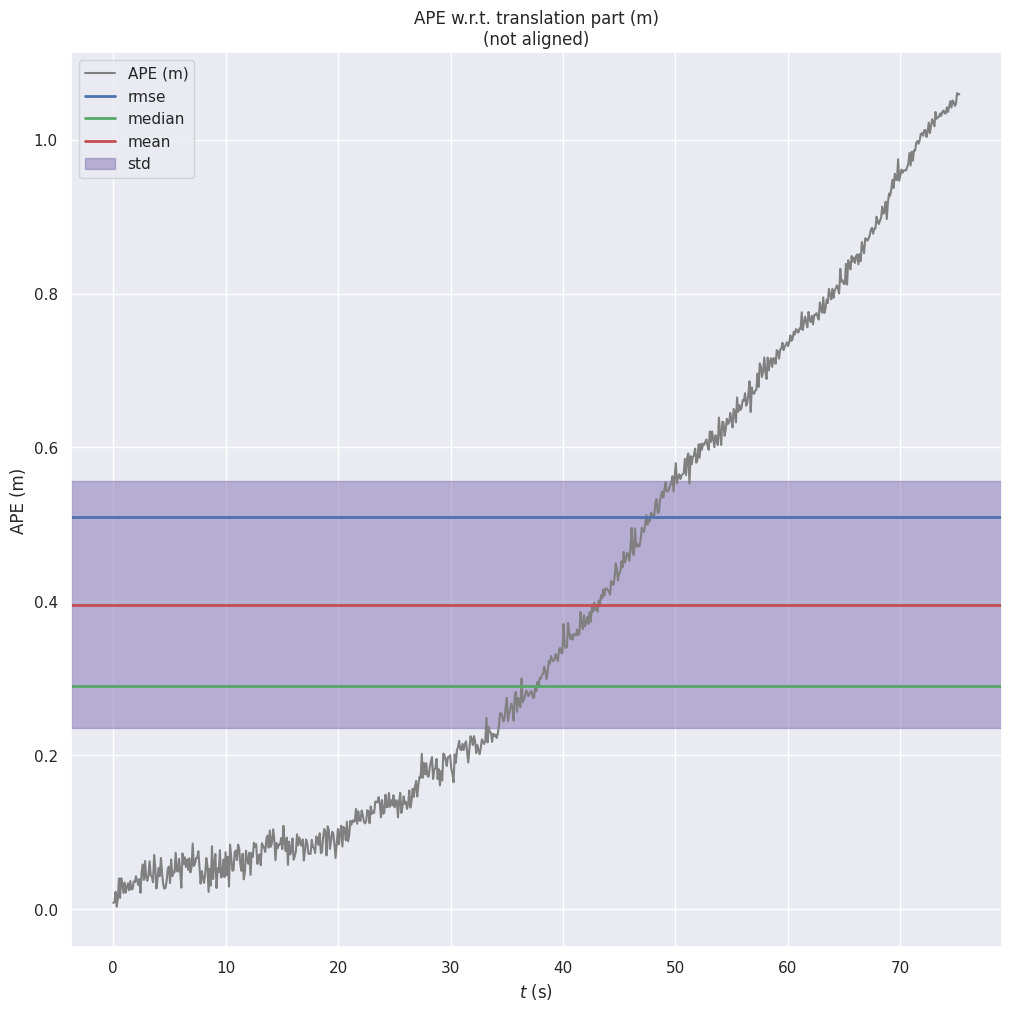 APE w.r.t. translation part (m)
(not aligned)
APE (m)
rmse
median
mean
std
1.0
0.8
0.6
0.4
0.2
0.0
APE (m)
0 10 20 30 40 50 60 70
t (s)